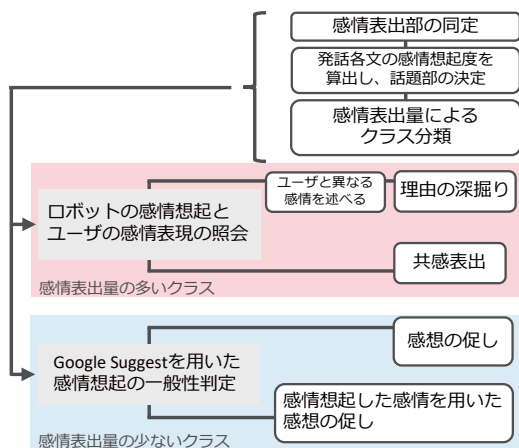 感情表出部の同定
発話各文の感情想起度を
算出し、話題部の決定
感情表出量による
クラス分類
ユーザと異なる
感情を述べる
理由の深掘り
ロボットの感情想起と
ユーザの感情表現の照会
共感表出
感情表出量の多いクラス
感想の促し
Google Suggestを用いた
感情想起の一般性判定
感情想起した感情を用いた
感想の促し
感情表出量の少ないクラス